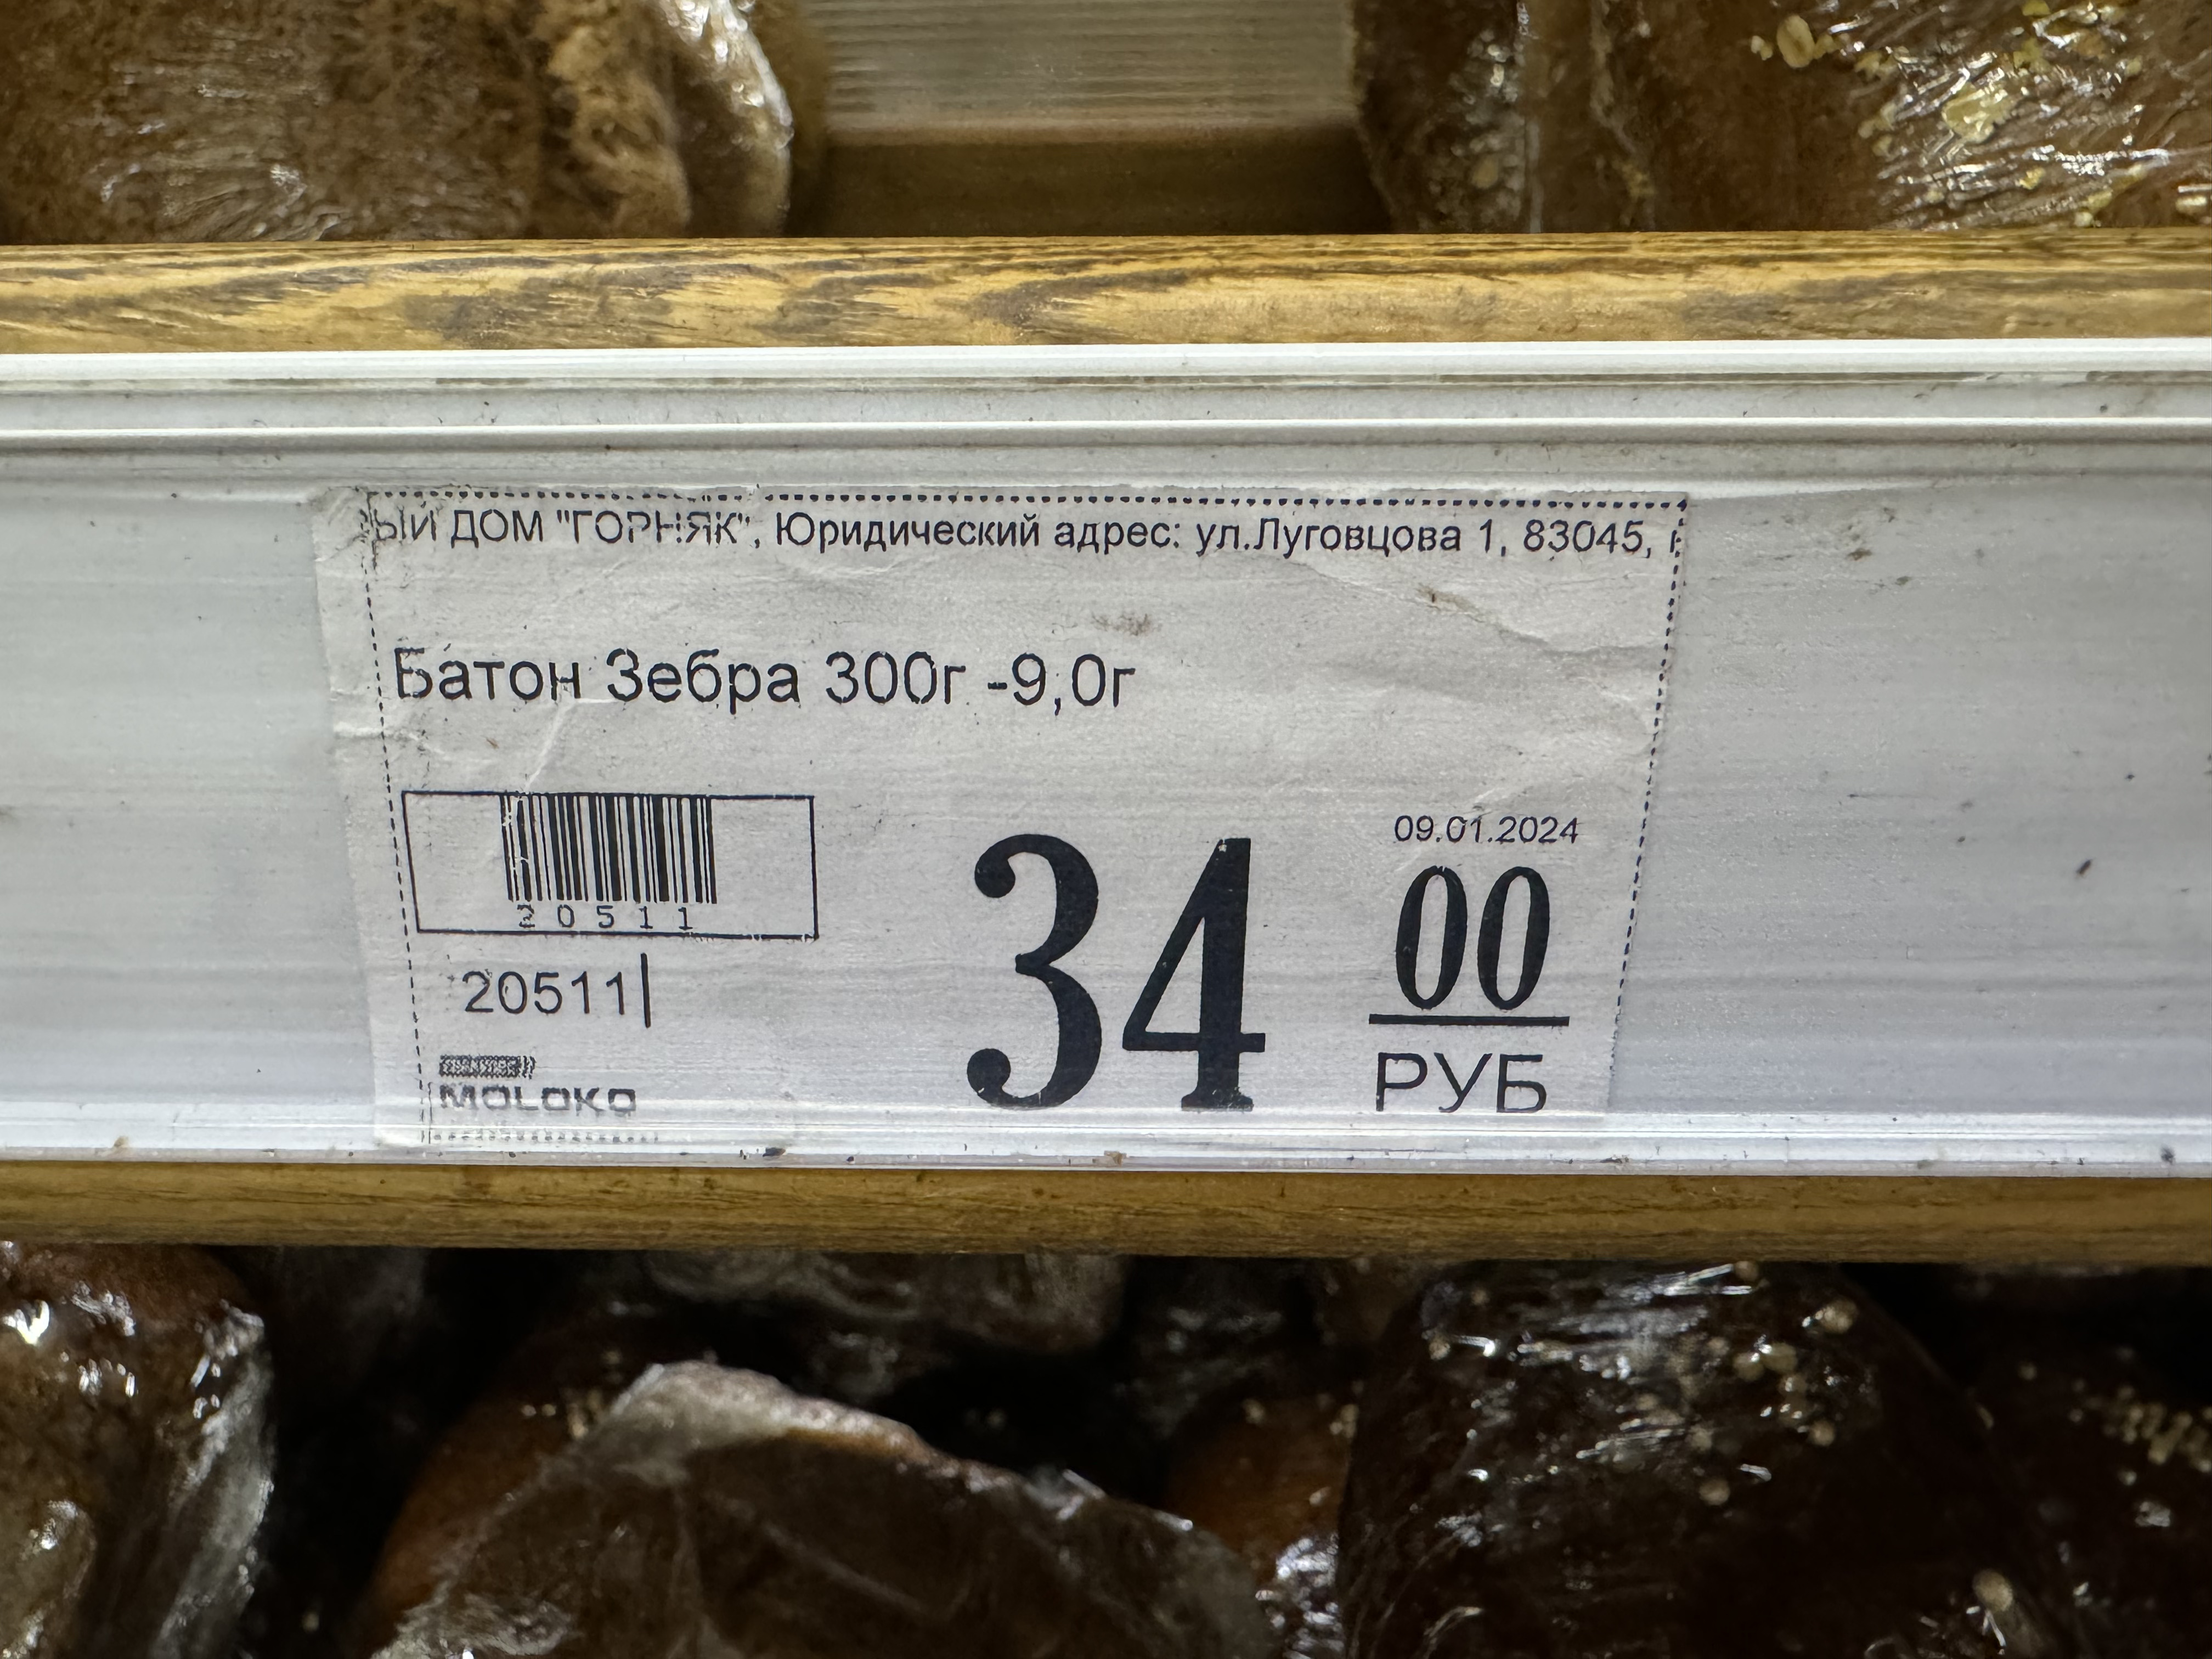 ЫЙ ДОМ "ГОРНЯК", Юридический адрес: ул.Луговцова 1, 83045, г
Батон Зебра 300г -9,0г
09.01.2024
20511
34 00
20511
РУБ
MOLOKO